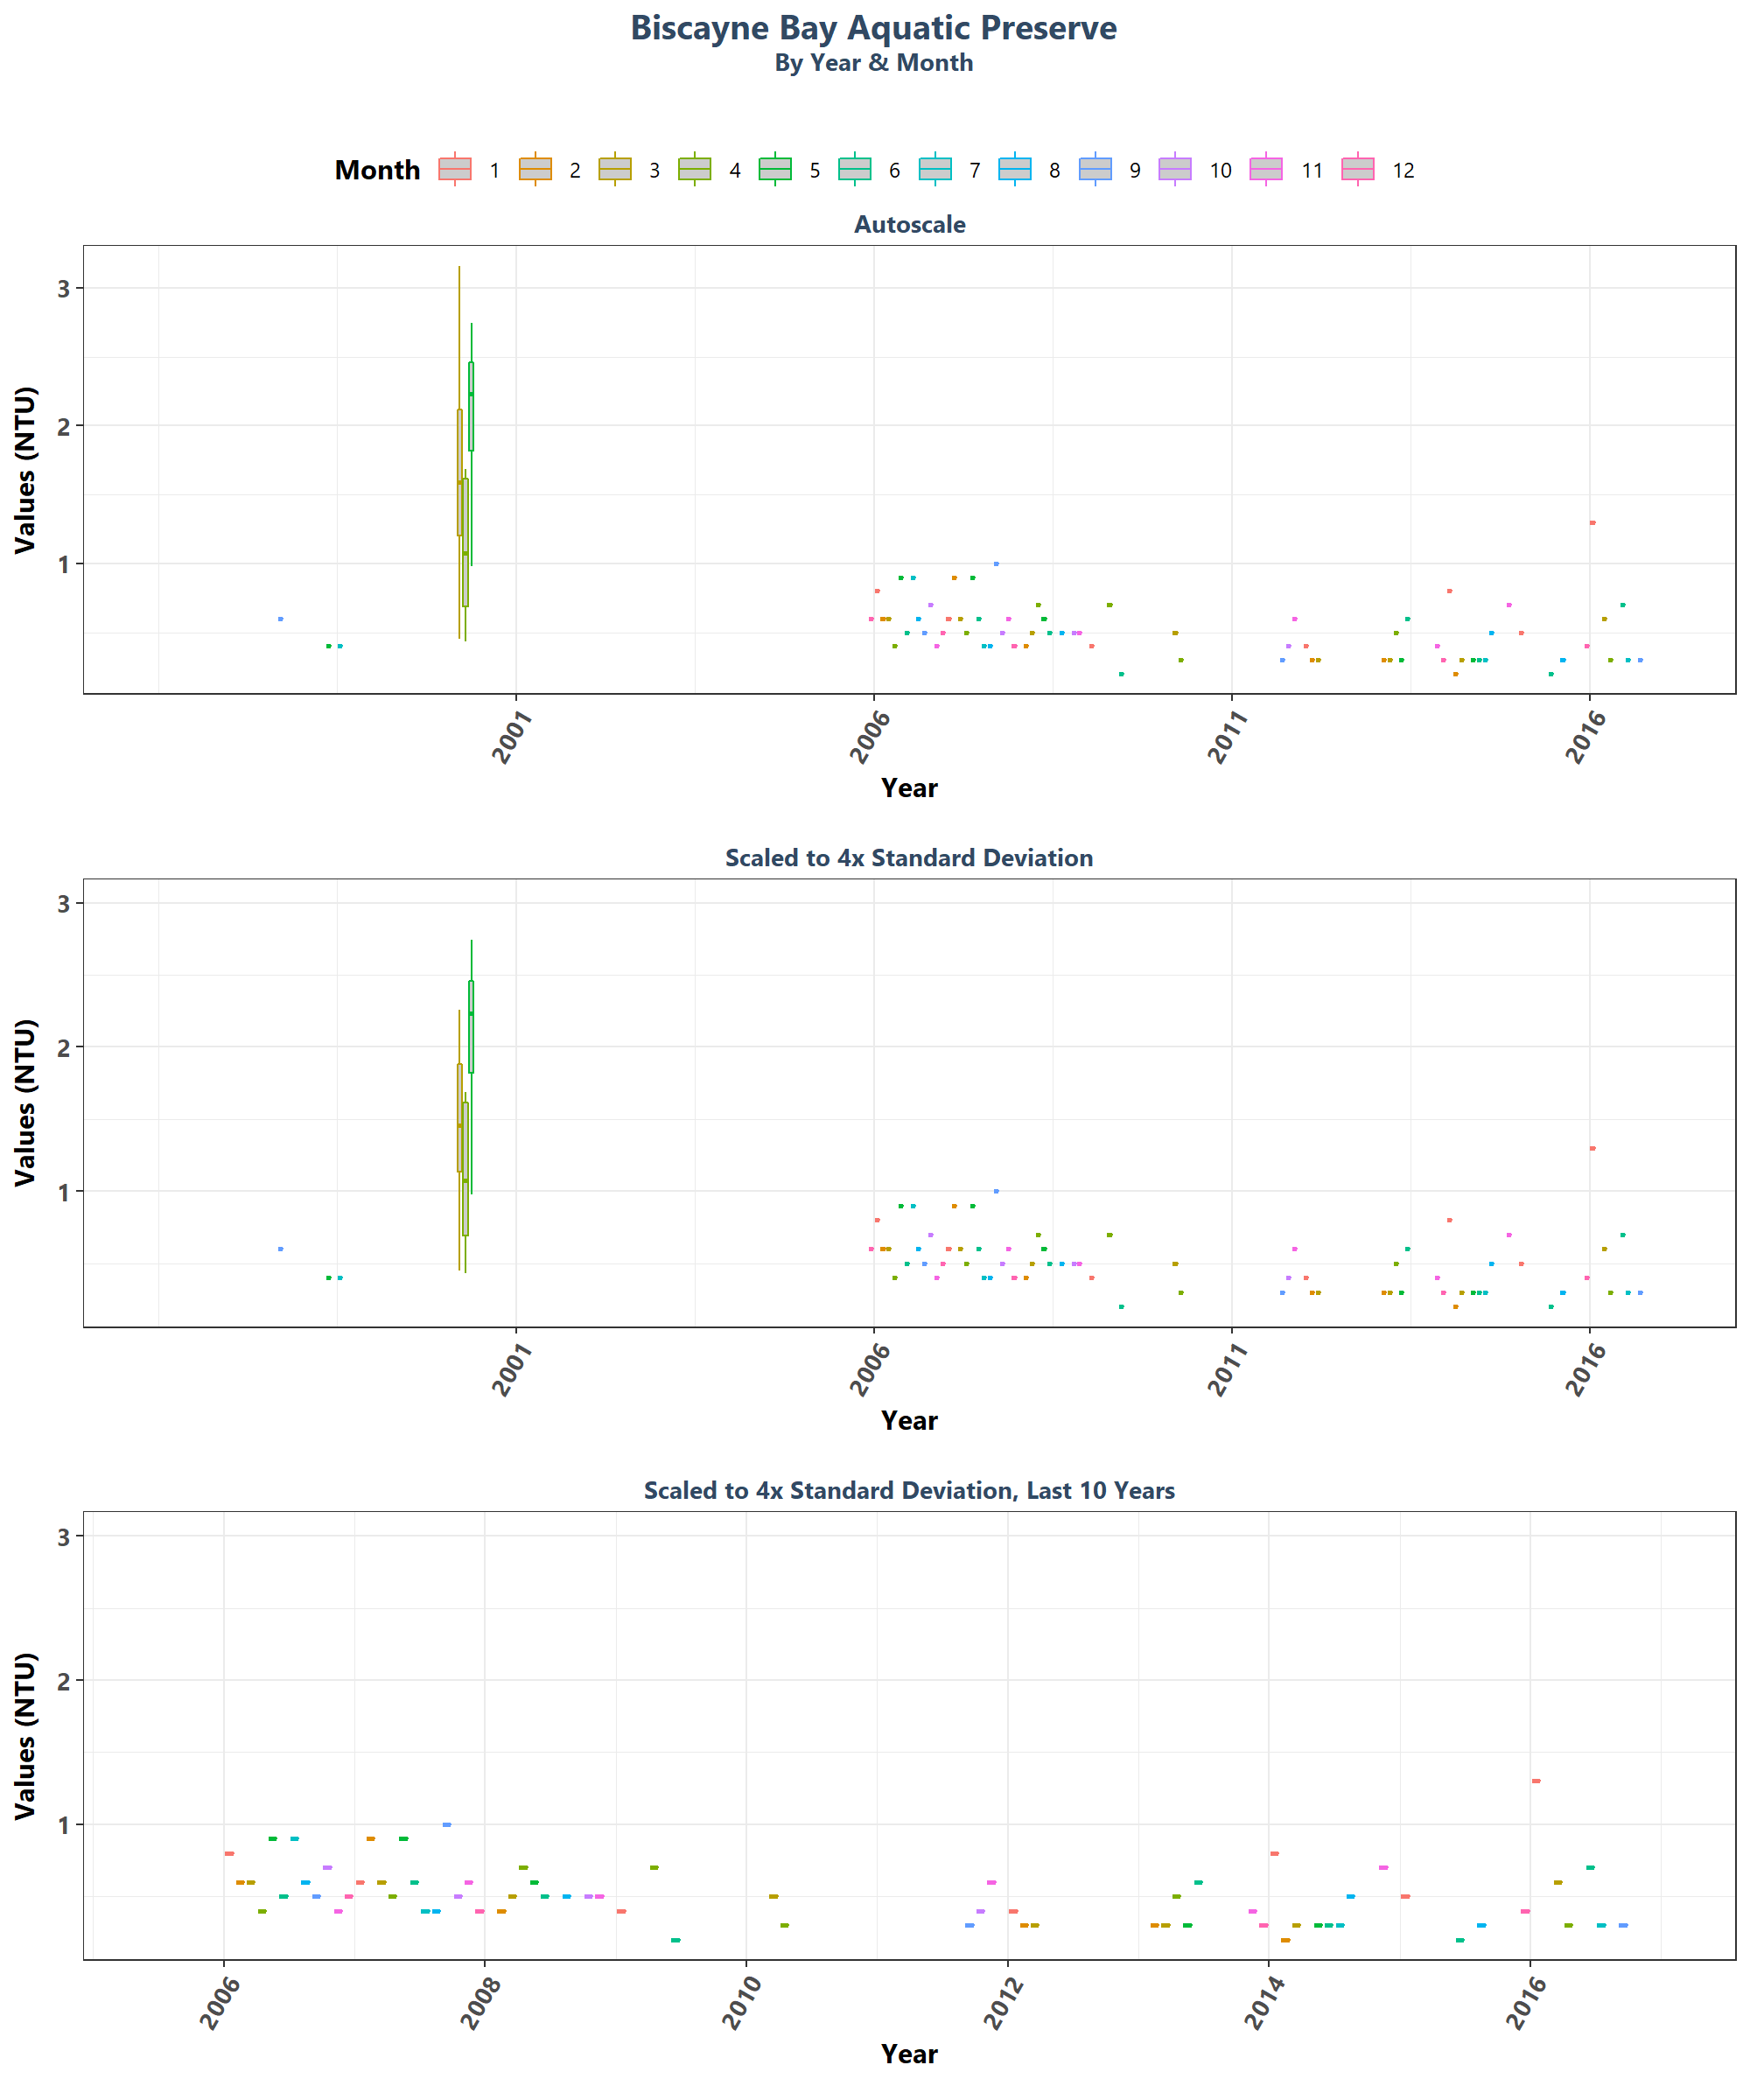 Biscayne Bay Aquatic Preserve
By Year & Month
Month 1 2 3 4 5 6 7 8 9 10 11 12
Autoscale
Values (NTU)
3
2
1
2001 2006 2011 2016
Year
Scaled to 4x Standard Deviation
Values (NTU)
3
2
1
2001 2006 2011 2016
Year
Scaled to 4x Standard Deviation, Last 10 Years
Values (NTU)
3
2
1
2006 2008 2010 2012 2014 2016
Year